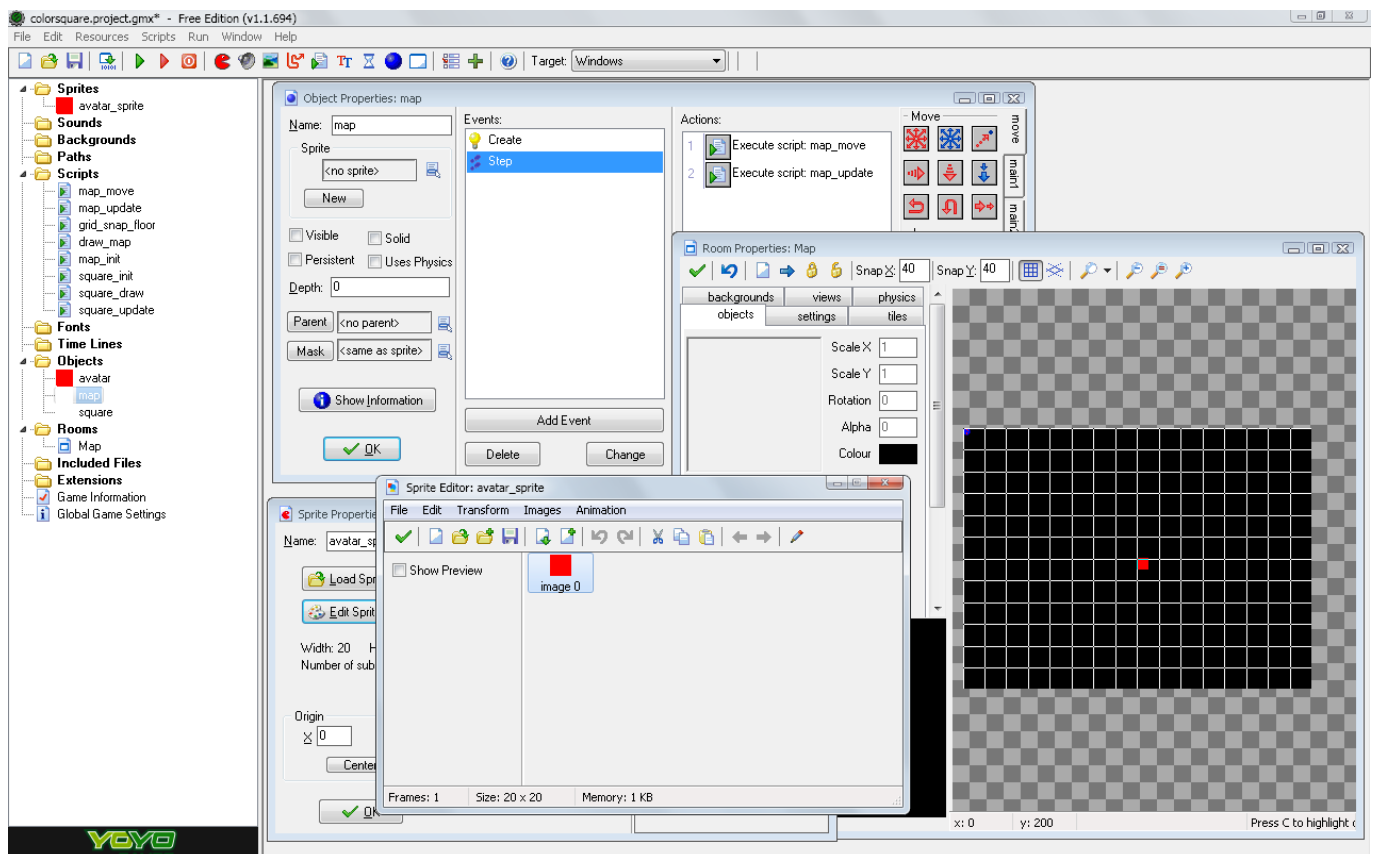 colorsquare.project.gmx* - Free Edition (v1.1.694)
File Edit Resources Scripts Run Window Help
Target: Windows
Sprites
avatar_sprite
Sounds
Backgrounds
Paths
Scripts
map_move
map_update
grid_snap_floor
draw_map
map_init
square_init
square_draw
square_update
Fonts
Time Lines
Objects
avatar
map
square
Rooms
Map
Included Files
Extensions
Game Information
Global Game Settings
YOYO
Object Properties: map
Name: map
Sprite
<no sprite>
New
Visible Solid
Persistent Uses Physics
Depth: 0
Parent <no parent>
Mask <same as sprite>
Show Information
OK
Events:
Create
Step
Add Event
Delete Change
Actions:
1 Execute script: map_move
2 Execute script: map_update
Move
move
main1
main2
Room Properties: Map
Snap X: 40 Snap Y: 40
backgrounds views physics
objects settings tiles
Scale X 1
Scale Y 1
Rotation 0
Alpha 0
Colour
x: 0 y: 200 Press C to highlight
Sprite Propertie
Name: avatar_sp
Load Spr
Edit Sprit
Width: 20 H
Number of sub
Origin
X 0
Center
OK
Sprite Editor: avatar_sprite
File Edit Transform Images Animation
Show Preview
image 0
Frames: 1 Size: 20 x 20 Memory: 1 KB